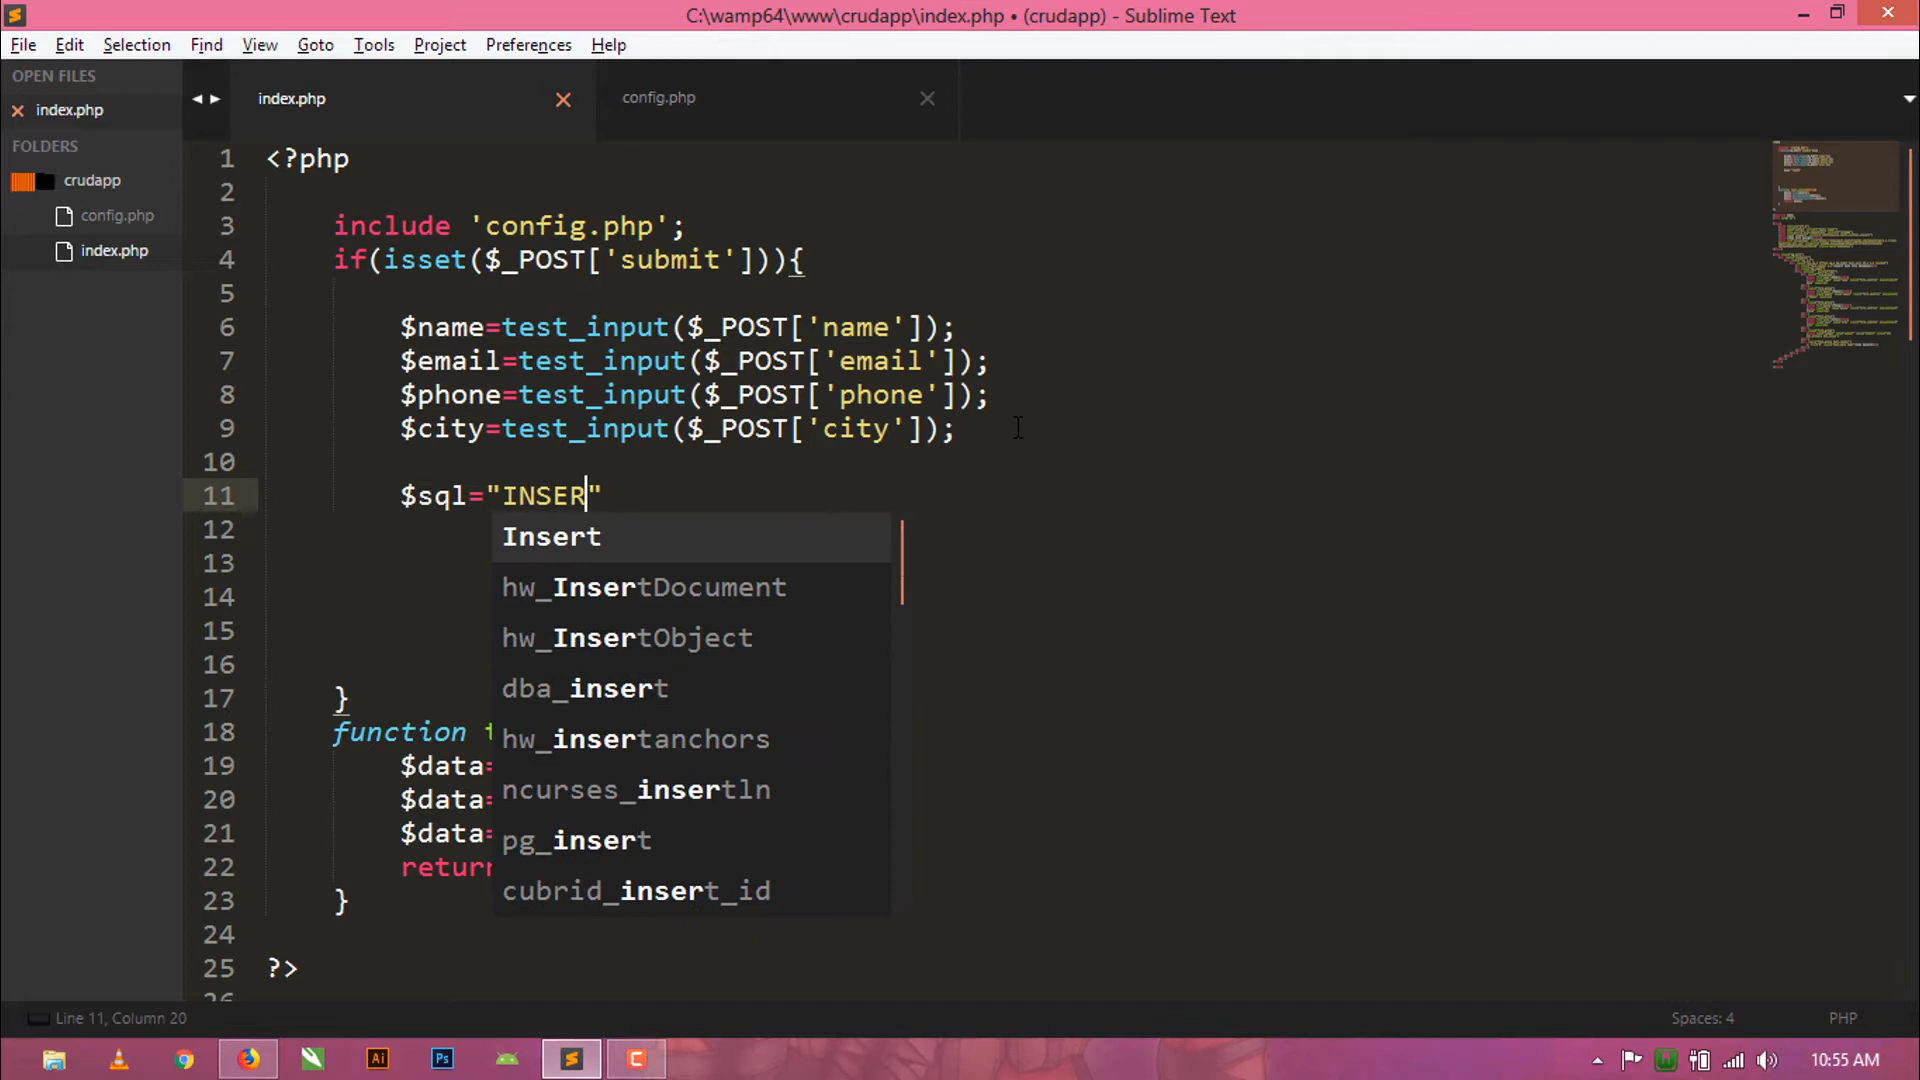 C:\wamp64\www\crudapp\index.php • (crudapp) - Sublime Text
File Edit Selection Find View Goto Tools Project Preferences Help
OPEN FILES
index.php
FOLDERS
crudapp
config.php
index.php
index.php
config.php
1 <?php
2
3 include 'config.php';
4 if(isset($_POST['submit'])){
5
6 $name=test_input($_POST['name']);
7 $email=test_input($_POST['email']);
8 $phone=test_input($_POST['phone']);
9 $city=test_input($_POST['city']);
10
11 $sql="INSER"
12
13
14
15
16
17 }
18 function t
19 $data=
20 $data=
21 $data=
22 return
23 }
24
25 ?>
26
Insert
hw_InsertDocument
hw_InsertObject
dba_insert
hw_insertanchors
ncurses_insertln
pg_insert
cubrid_insert_id
Line 11, Column 20
Spaces: 4
PHP
Ai
Ps
10:55 AM